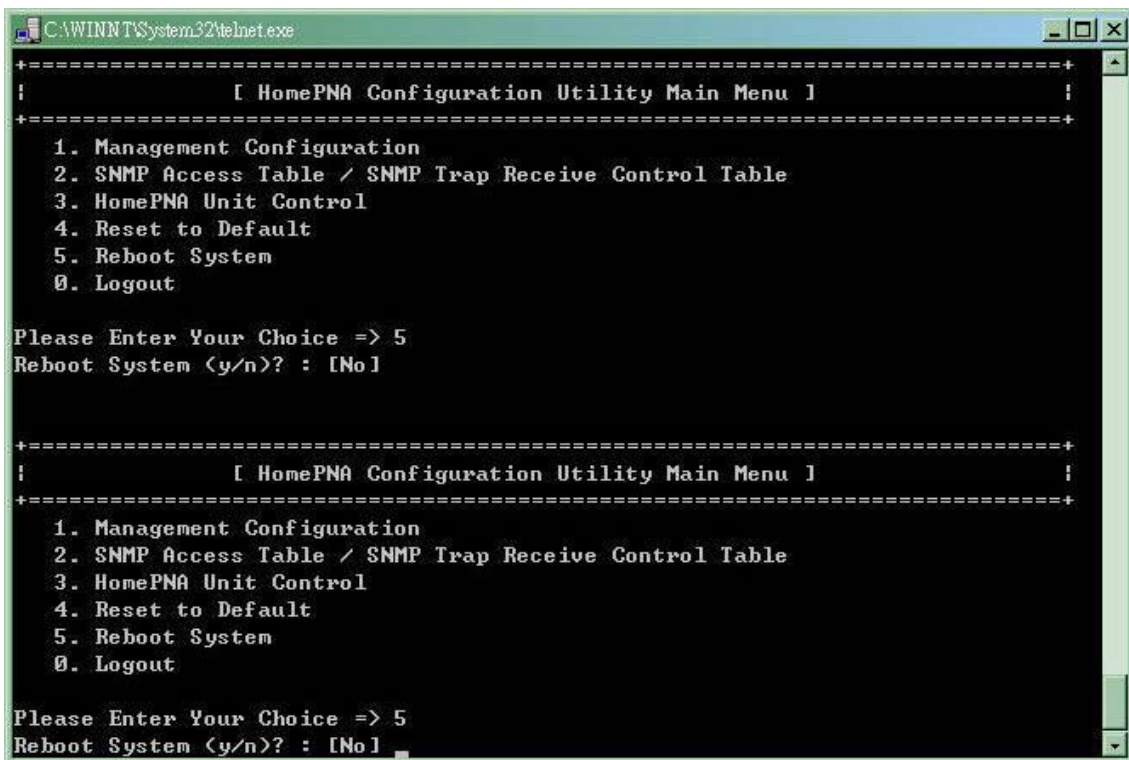 C:\WINNT\System32\telnet.exe
+============================================================================+
|                [ HomePNA Configuration Utility Main Menu ]                  |
+============================================================================+
1. Management Configuration
2. SNMP Access Table / SNMP Trap Receive Control Table
3. HomePNA Unit Control
4. Reset to Default
5. Reboot System
0. Logout
Please Enter Your Choice => 5
Reboot System (y/n)? : [No]
+============================================================================+
|                [ HomePNA Configuration Utility Main Menu ]                  |
+============================================================================+
1. Management Configuration
2. SNMP Access Table / SNMP Trap Receive Control Table
3. HomePNA Unit Control
4. Reset to Default
5. Reboot System
0. Logout
Please Enter Your Choice => 5
Reboot System (y/n)? : [No] _